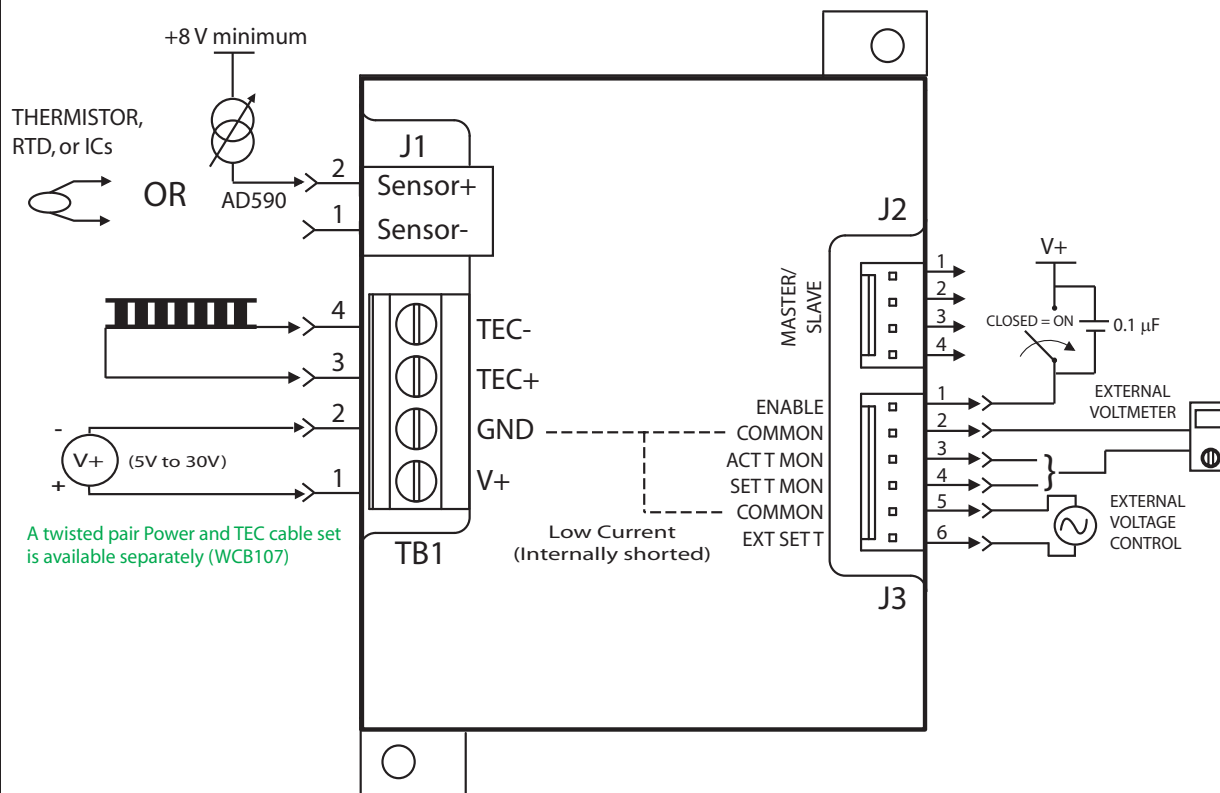 +8 V minimum
THERMISTOR,
RTD, or ICs
OR
AD590
2
1
J1
Sensor+
Sensor-
4
3
2
1
TEC-
TEC+
GND
V+
-
V+
+
(5V to 30V)
A twisted pair Power and TEC cable set
is available separately (WCB107)
TB1
Low Current
(Internally shorted)
J2
MASTER/
SLAVE
1
2
3
4
V+
CLOSED = ON
0.1 μF
ENABLE
COMMON
ACT T MON
SET T MON
COMMON
EXT SET T
1
2
3
4
5
6
J3
EXTERNAL
VOLTMETER
EXTERNAL
VOLTAGE
CONTROL